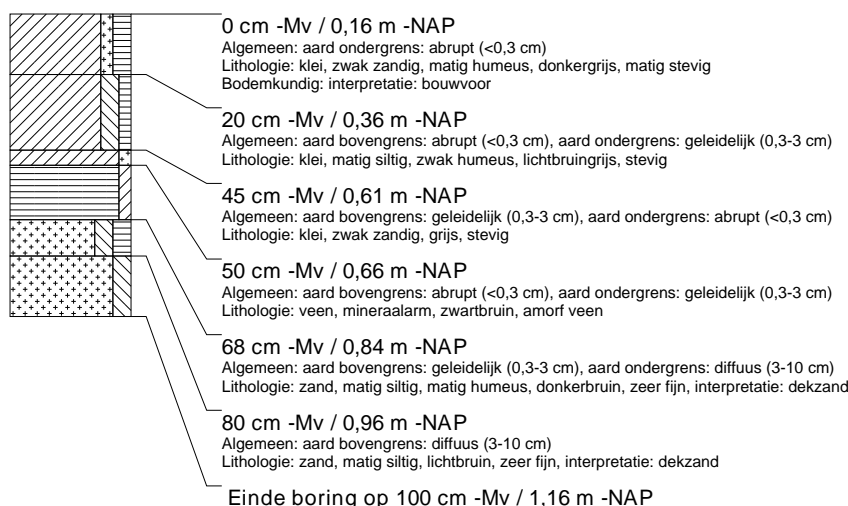 0 cm -Mv / 0,16 m -NAP
Algemeen: aard ondergrens: abrupt (<0,3 cm)
Lithologie: klei, zwak zandig, matig humeus, donkergrijs, matig stevig
Bodemkundig: interpretatie: bouwvoor
20 cm -Mv / 0,36 m -NAP
Algemeen: aard bovengrens: abrupt (<0,3 cm), aard ondergrens: geleidelijk (0,3-3 cm)
Lithologie: klei, matig siltig, zwak humeus, lichtbruingrijs, stevig
45 cm -Mv / 0,61 m -NAP
Algemeen: aard bovengrens: geleidelijk (0,3-3 cm), aard ondergrens: abrupt (<0,3 cm)
Lithologie: klei, zwak zandig, grijs, stevig
50 cm -Mv / 0,66 m -NAP
Algemeen: aard bovengrens: abrupt (<0,3 cm), aard ondergrens: geleidelijk (0,3-3 cm)
Lithologie: veen, mineraalarm, zwartbruin, amorf veen
68 cm -Mv / 0,84 m -NAP
Algemeen: aard bovengrens: geleidelijk (0,3-3 cm), aard ondergrens: diffuus (3-10 cm)
Lithologie: zand, matig siltig, matig humeus, donkerbruin, zeer fijn, interpretatie: dekzand
80 cm -Mv / 0,96 m -NAP
Algemeen: aard bovengrens: diffuus (3-10 cm)
Lithologie: zand, matig siltig, lichtbruin, zeer fijn, interpretatie: dekzand
Einde boring op 100 cm -Mv / 1,16 m -NAP